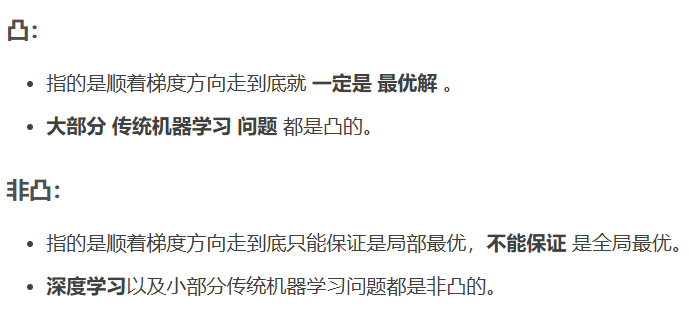 凸：
指的是顺着梯度方向走到底就 一定是 最优解 。
大部分 传统机器学习 问题 都是凸的。
非凸：
指的是顺着梯度方向走到底只能保证是局部最优，不能保证 是全局最优。
深度学习以及小部分传统机器学习问题都是非凸的。